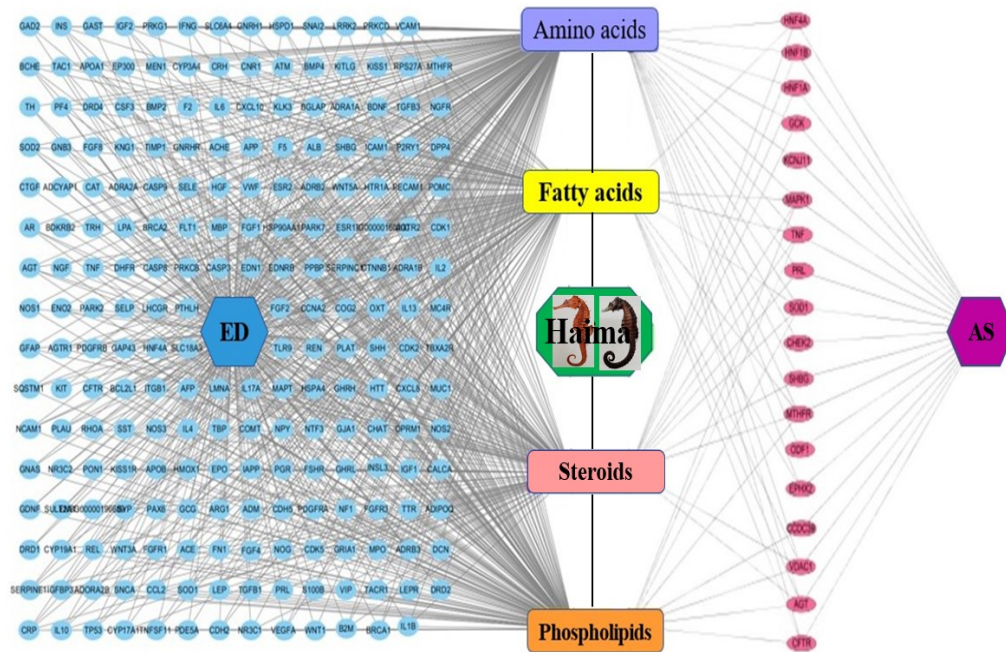 GAD2 INS GAST IGF2 PRKG1 IFNG SLC6A4 GNRH1 HSPD1 SNAI2 LRRK2 PRKCD VCAM1
Amino acids
HNF4A
HNF1B
BCHE TAC1 APOA1 EP300 MEN1 CYP3A4 CRH CNR1 ATM BMP4 KITLG KISS1 RPS27A MTHFR
HNF1A
TH PF4 DRD4 CSF3 BMP2 F2 IL6 CXCL10 KLK3 BGLAP ADRA1A BDNF TGFB3 NGFR
GCK
SOD2 GNB3 FGF8 KNG1 TIMP1 GNRHR ACHE APP F5 ALB SHBG ICAM1 P2RY1 DPP4
KCNJ11
CTGF ADCYAP1 CAT ADRA2A CASP9 SELE HGF VWF ESR2 ADRB2 WNT5A HTR1A PECAM1 POMC
Fatty acids
MAPK1
AR BDKRB2 TRH LPA BRCA2 FLT1 MBP FGF1 HSP90AA1 PARK7 ESR1 CDK1
TNF
AGT NGF TNF DHFR CASP8 PRKCB CASP3 EDN1 EDNRB PPBP SERPINC1 CTNNB1 ADRA1B IL2
PRL
NOS1 ENO2 PARK2 SELP LHCGR PTHLH FGF2 CCNA2 COG2 OXT IL13 MC4R
SOD1
ED
Haima
AS
GFAP AGTR1 PDGFRB GAP43 HNF4A SLC18A3 TLR9 REN PLAT SHH CDK2 TBXA2R
CHEK2
SQSTM1 KIT CFTR BCL2L1 ITGB1 AFP LMNA IL17A MAPT HSPA4 GHRH HTT CXCL8 MUC1
SHBG
MTHFR
NCAM1 PLAU RHOA SST NOS3 IL4 TBP COMT NPY NTF3 GJA1 CHAT OPRM1 NOS2
ODF1
GNAS NR3C2 PON1 KISS1R APOB HMOX1 EPO IAPP PGR FSHR GHRL INSL3 IGF1 CALCA
Steroids
EPHX2
GDNF PAX6 GCG ARG1 ADM CDH5 PDGFRA NF1 FGFR3 TTR ADIPOQ
DRD1 CYP19A1 REL WNT3A FGFR1 ACE FN1 FGF4 NOG CDK5 GRIA1 MPO ADRB3 DCN
VDAC1
SERPINE1 IGFBP3 ADORA2B SNCA CCL2 SOD1 LEP TGFB1 PRL S100B VIP TACR1 LEPR DRD2
AGT
CRP IL10 TP53 CYP17A1 TNFSF11 PDE5A CDH2 NR3C1 VEGFA WNT1 B2M BRCA1 IL1B
Phospholipids
CFTR